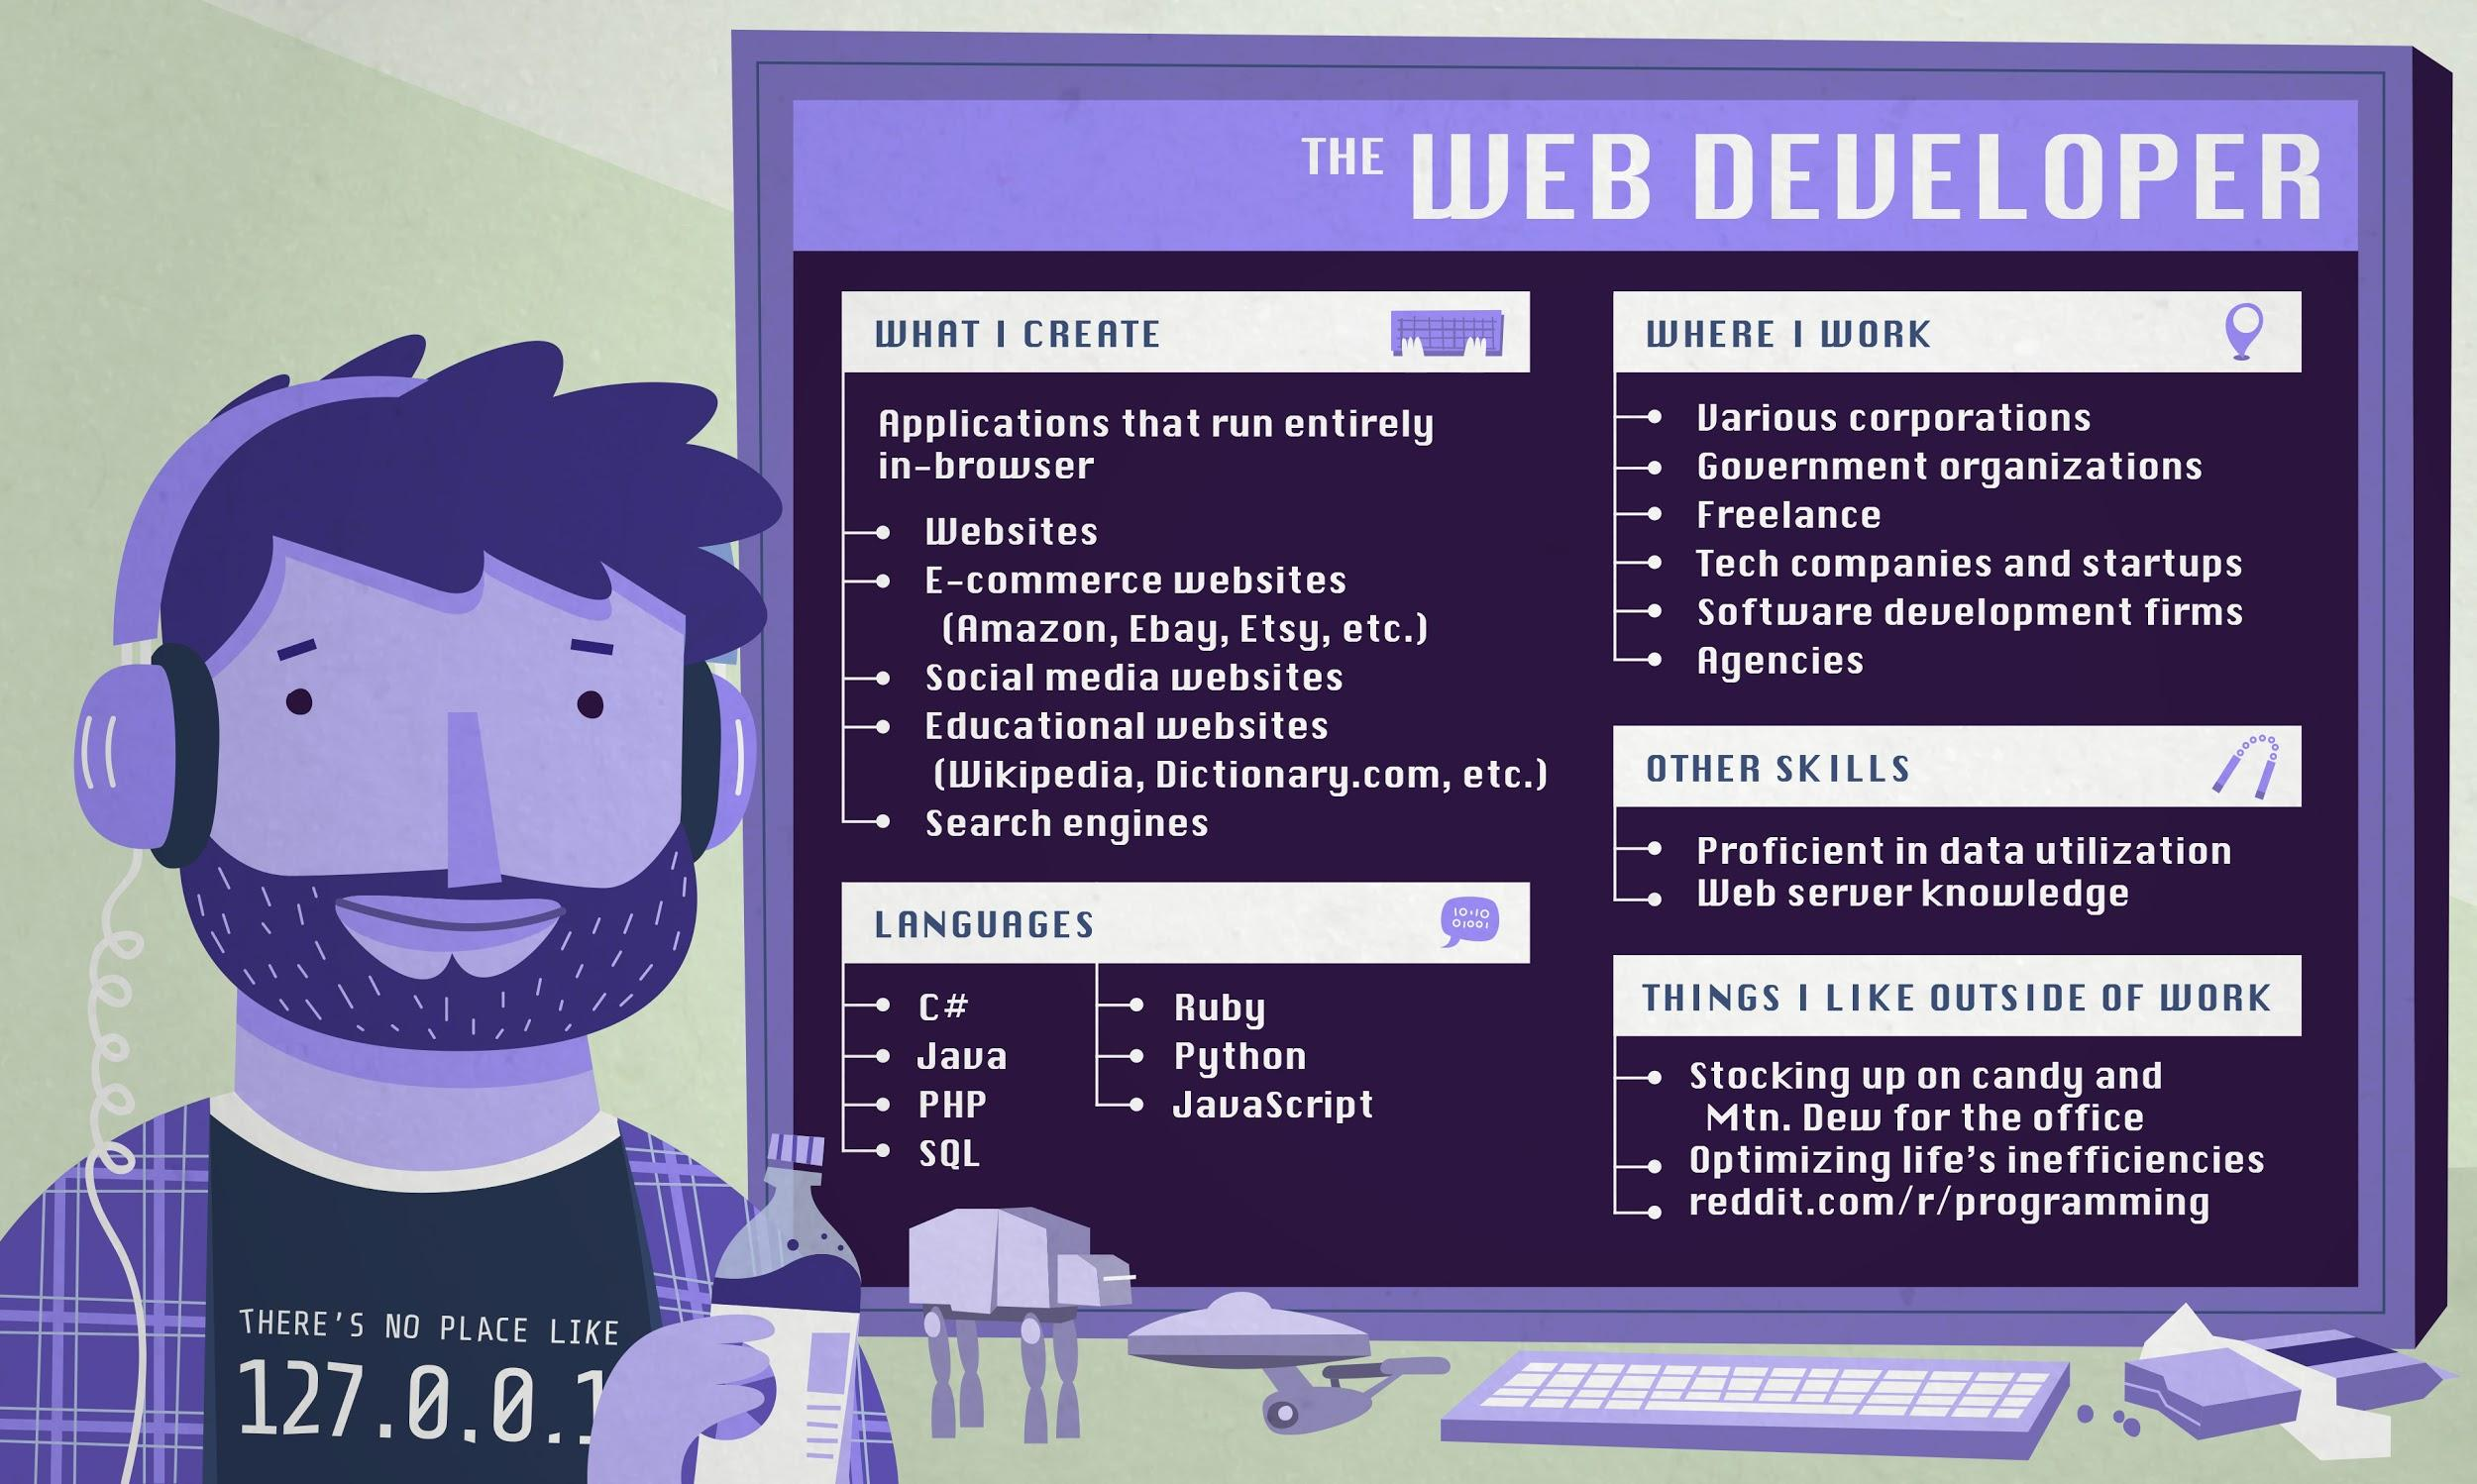 THE WEB DEVELOPER
WHAT I CREATE
Applications that run entirely
in-browser
Websites
E-commerce websites
(Amazon, Ebay, Etsy, etc.)
Social media websites
Educational websites
(Wikipedia, Dictionary.com, etc.)
Search engines
LANGUAGES
10110
01001
C#
Java
PHP
SQL
Ruby
Python
JavaScript
WHERE I WORK
Various corporations
Government organizations
Freelance
Tech companies and startups
Software development firms
Agencies
OTHER SKILLS
Proficient in data utilization
Web server knowledge
THINGS I LIKE OUTSIDE OF WORK
Stocking up on candy and
Mtn. Dew for the office
Optimizing life's inefficiencies
reddit.com/r/programming
THERE'S NO PLACE LIKE
127.0.0.1